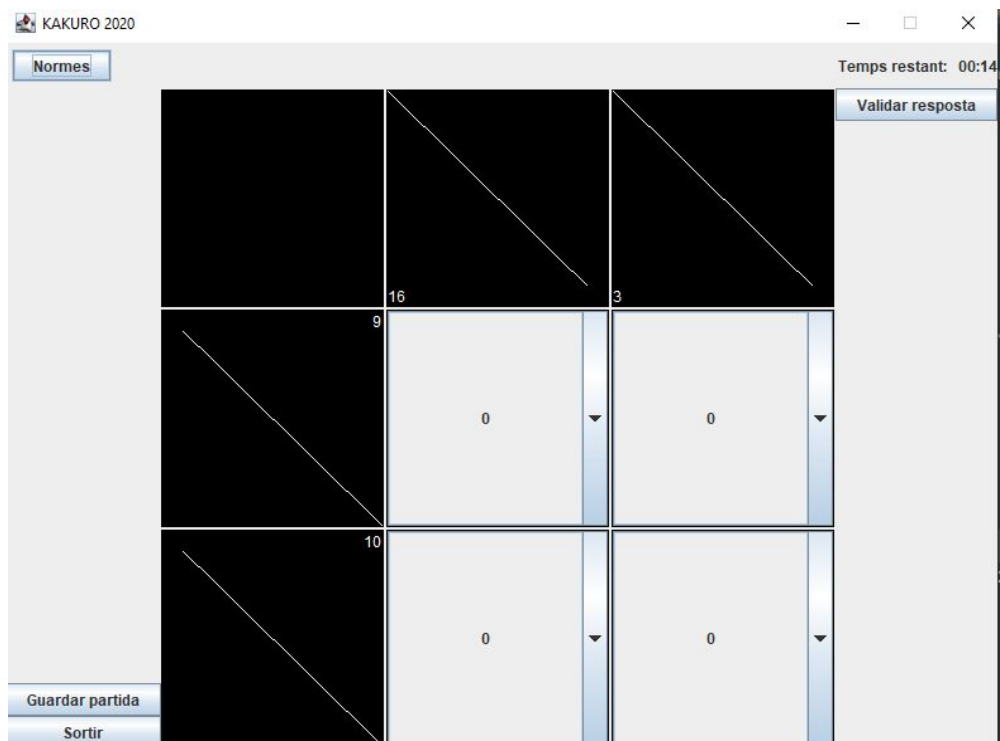 KAKURO 2020
Normes
Temps restant: 00:14
Validar resposta
16
3
9
0
0
10
0
0
Guardar partida
Sortir